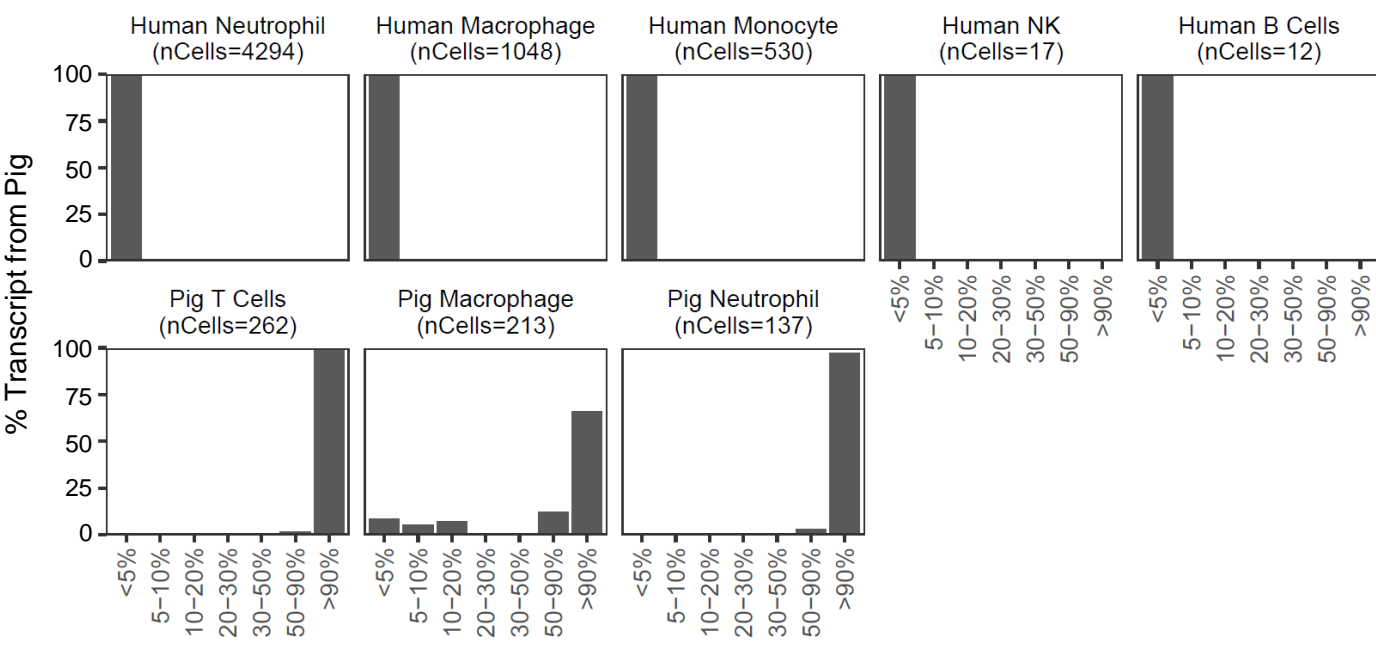 % Transcript from Pig
Human Neutrophil
(nCells=4294)
Human Macrophage
(nCells=1048)
Human Monocyte
(nCells=530)
Human NK
(nCells=17)
Human B Cells
(nCells=12)
100
75
50
25
0
<5%
5−10%
10−20%
20−30%
30−50%
50−90%
>90%
<5%
5−10%
10−20%
20−30%
30−50%
50−90%
>90%
Pig T Cells
(nCells=262)
Pig Macrophage
(nCells=213)
Pig Neutrophil
(nCells=137)
100
75
50
25
0
<5%
5−10%
10−20%
20−30%
30−50%
50−90%
>90%
<5%
5−10%
10−20%
20−30%
30−50%
50−90%
>90%
<5%
5−10%
10−20%
20−30%
30−50%
50−90%
>90%